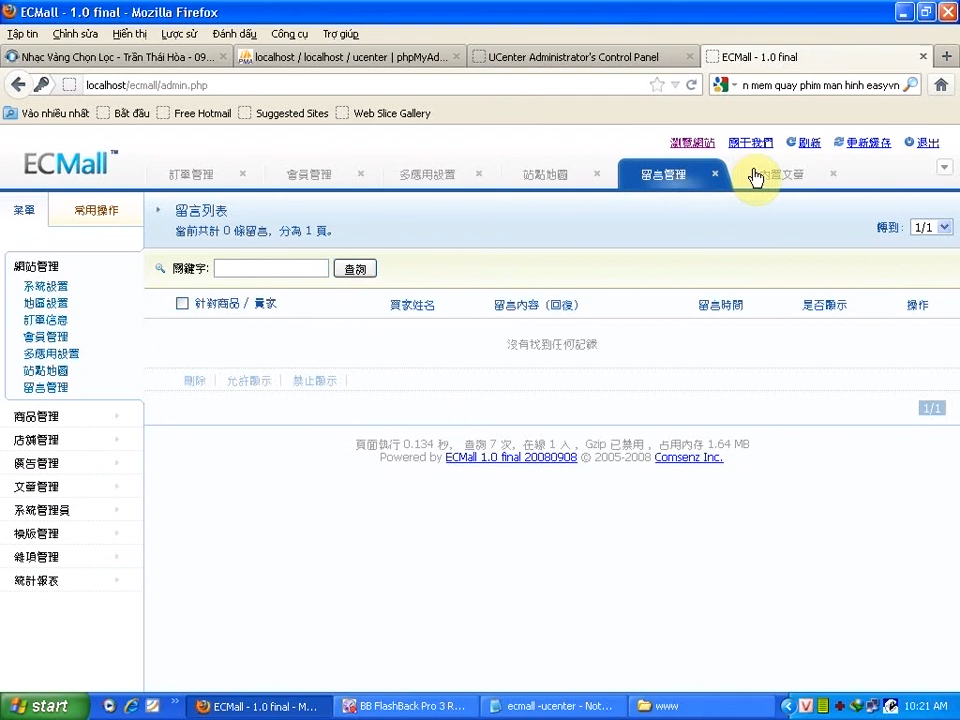 ECMall - 1.0 final - Mozilla Firefox
Tập tin Chỉnh sửa Hiển thị Lược sử Đánh dấu Công cụ Trợ giúp
Nhạc Vàng Chọn Lọc - Trần Thái Hòa - 09... localhost / localhost / ucenter | phpMyAd... UCenter Administrator's Control Panel ECMall - 1.0 final
localhost/ecmall/admin.php n mem quay phim man hinh easyvn
Vào nhiều nhất Bắt đầu Free Hotmail Suggested Sites Web Slice Gallery
瀏覽網站 關于我們 刷新 更新緩存 退出
ECMall™
訂單管理 會員管理 多應用設置 站點地圖 留言管理 內置文章
菜單 常用操作
留言列表
當前共計 0 條留言，分為 1 頁。
轉到: 1/1
網站管理
系統設置
地區設置
訂單信息
會員管理
多應用設置
站點地圖
留言管理
商品管理
店鋪管理
廣告管理
文章管理
系統管理員
模版管理
雜項管理
統計報表
關鍵字: 查詢
針對商品 / 賣家 買家姓名 留言內容（回復） 留言時間 是否顯示 操作
沒有找到任何記錄
刪除 允許顯示 禁止顯示
1/1
頁面執行 0.134 秒， 查詢 7 次，在線 1 人 ，Gzip 已禁用 ，占用內存 1.64 MB
Powered by ECMall 1.0 final 20080908 © 2005-2008 Comsenz Inc.
start ECMall - 1.0 final - M... BB FlashBack Pro 3 R... ecmall -ucenter - Not... www 10:21 AM